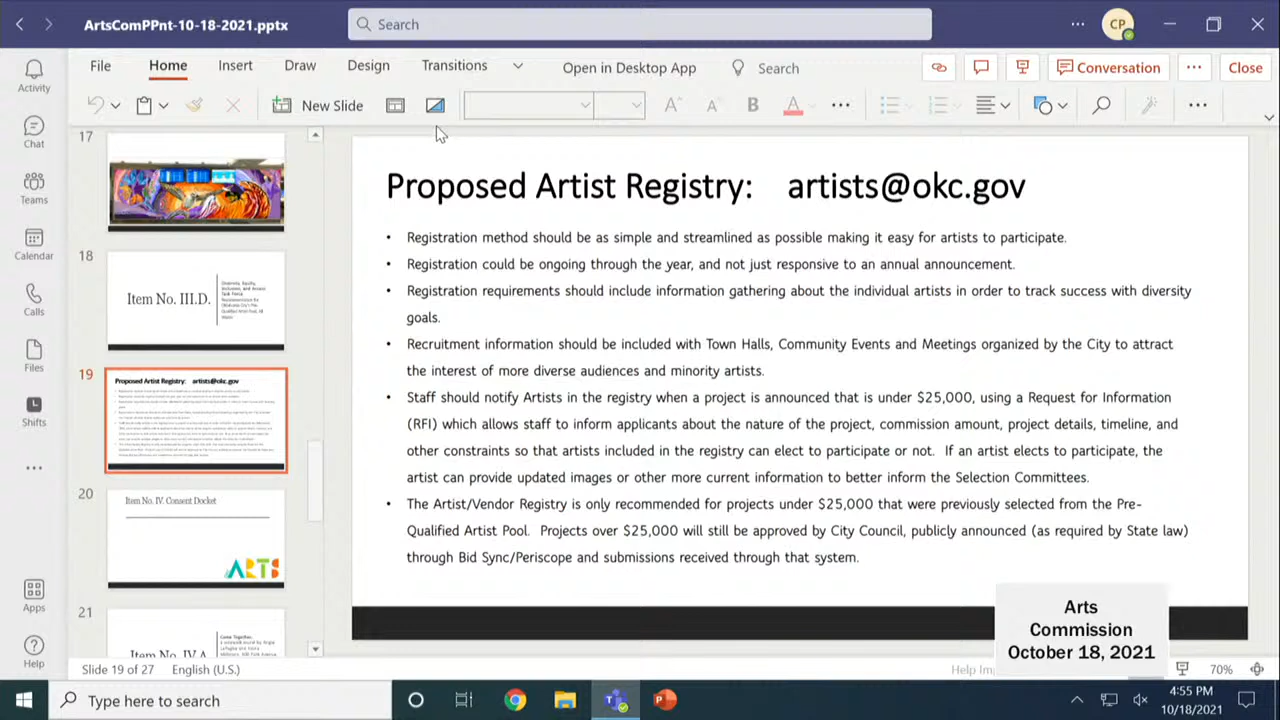 ArtsComPPnt-10-18-2021.pptx
Search
CP
File
Home
Insert
Draw
Design
Transitions
Open in Desktop App
Search
Conversation
Close
New Slide
Activity
Chat
Teams
Calendar
Calls
Files
Shifts
Apps
Help
17
18
Item No. III.D.
19
Proposed Artist Registry: artists@okc.gov
20
Item No. IV. Consent Docket
ARTS
21
Item No. IV.A
Proposed Artist Registry: artists@okc.gov
• Registration method should be as simple and streamlined as possible making it easy for artists to participate.
• Registration could be ongoing through the year, and not just responsive to an annual announcement.
• Registration requirements should include information gathering about the individual artists in order to track success with diversity
goals.
• Recruitment information should be included with Town Halls, Community Events and Meetings organized by the City to attract
the interest of more diverse audiences and minority artists.
• Staff should notify Artists in the registry when a project is announced that is under $25,000, using a Request for Information
(RFI) which allows staff to inform applicants about the nature of the project, commission amount, project details, timeline, and
other constraints so that artists included in the registry can elect to participate or not. If an artist elects to participate, the
artist can provide updated images or other more current information to better inform the Selection Committees.
• The Artist/Vendor Registry is only recommended for projects under $25,000 that were previously selected from the Pre-
Qualified Artist Pool. Projects over $25,000 will still be approved by City Council, publicly announced (as required by State law)
through Bid Sync/Periscope and submissions received through that system.
Arts
Commission
October 18, 2021
Slide 19 of 27
English (U.S.)
Help
70%
Type here to search
4:55 PM
10/18/2021